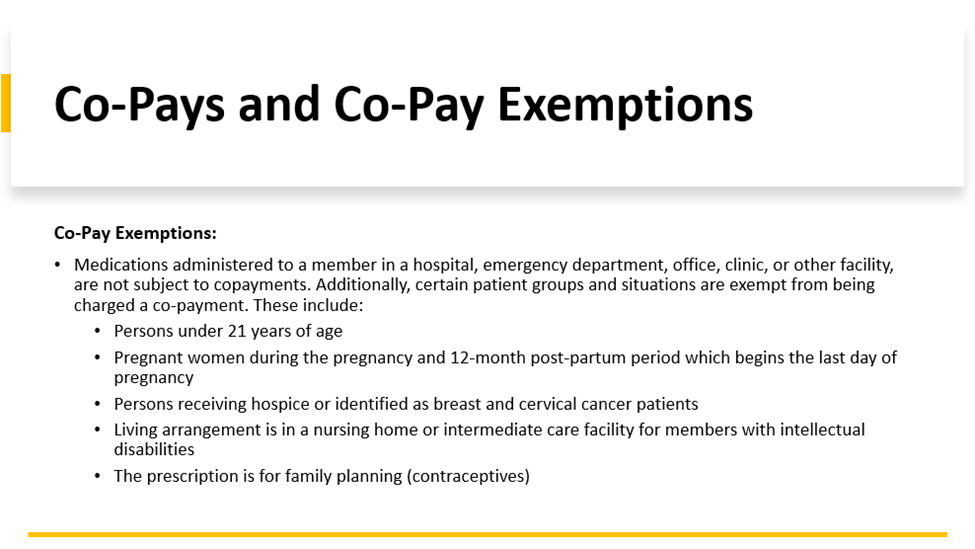 Co-Pays and Co-Pay Exemptions
Co-Pay Exemptions:
• Medications administered to a member in a hospital, emergency department, office, clinic, or other facility,
are not subject to copayments. Additionally, certain patient groups and situations are exempt from being
charged a co-payment. These include:
• Persons under 21 years of age
• Pregnant women during the pregnancy and 12-month post-partum period which begins the last day of
pregnancy
• Persons receiving hospice or identified as breast and cervical cancer patients
• Living arrangement is in a nursing home or intermediate care facility for members with intellectual
disabilities
• The prescription is for family planning (contraceptives)